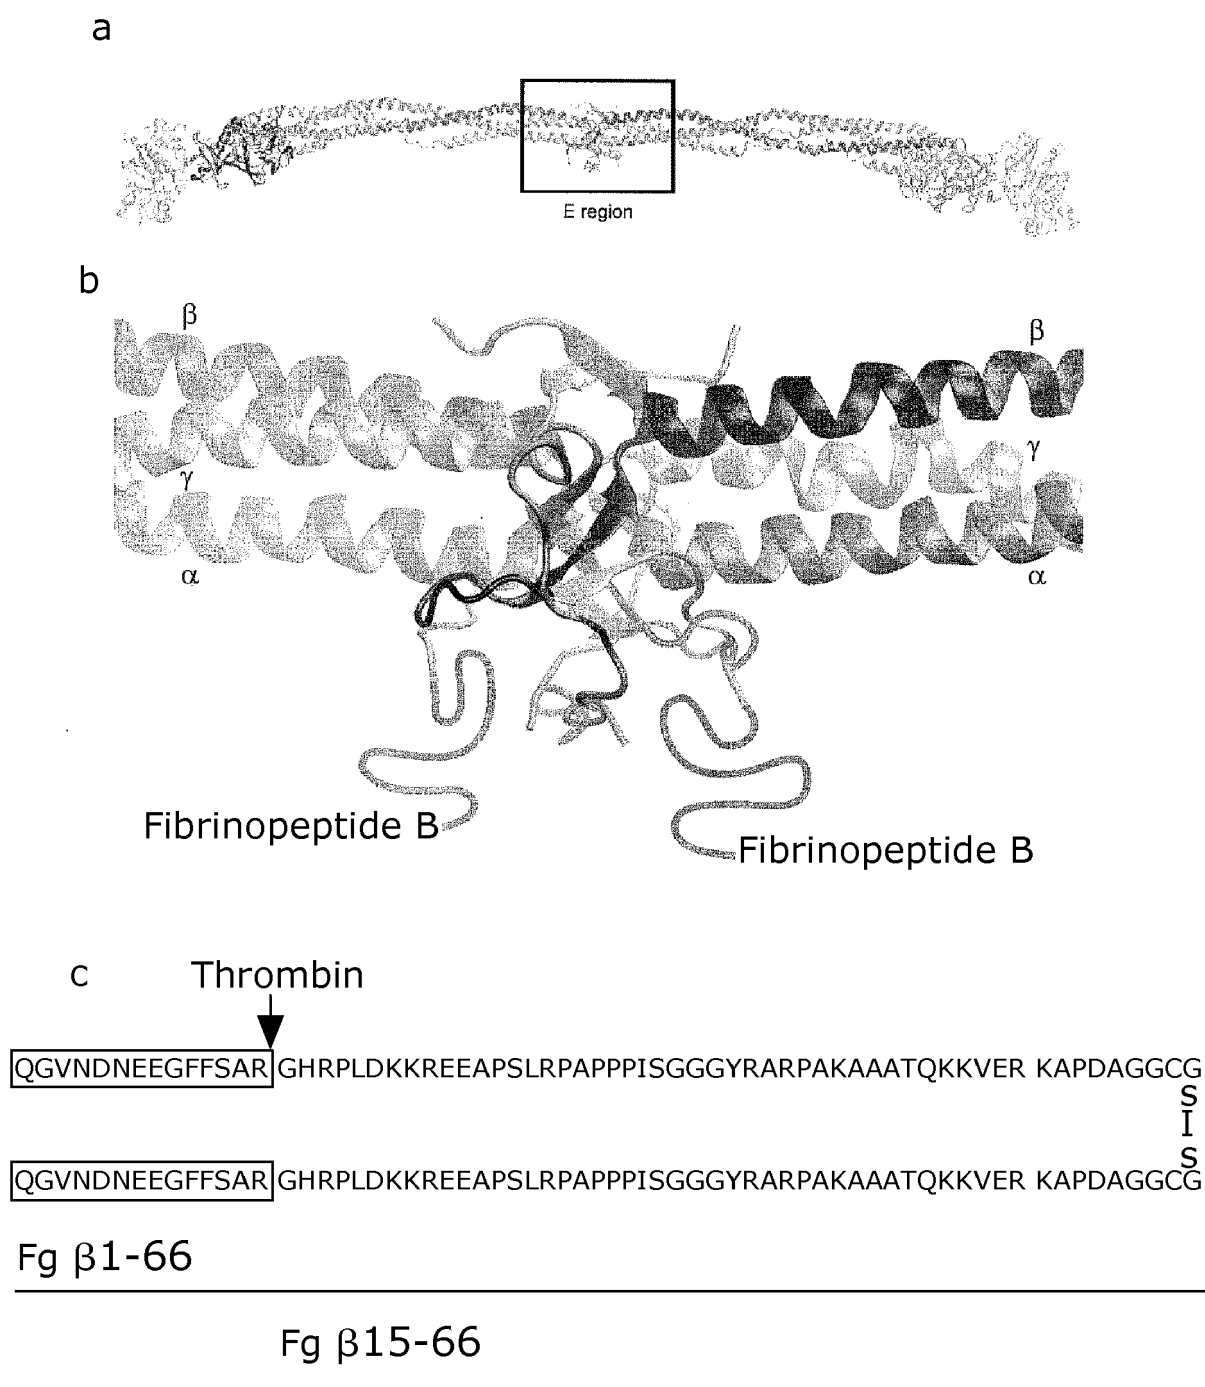 a
E region
b
β β
γ γ
α α
Fibrinopeptide B
Fibrinopeptide B
c Thrombin
QGVNDNEEGFFSAR GHRPLDKKREEAPSLRPAPPPISGGGYRARPAKAAATQKKVER KAPDAGGCG
S
I
S
QGVNDNEEGFFSAR GHRPLDKKREEAPSLRPAPPPISGGGYRARPAKAAATQKKVER KAPDAGGCG
Fg β1-66
Fg β15-66